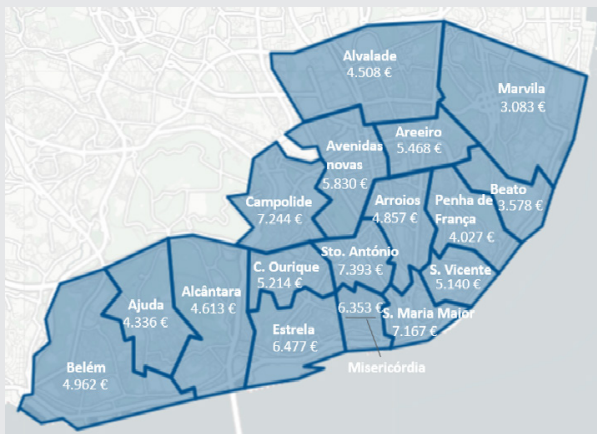 Alvalade
4.508 €
Marvila
3.083 €
Areeiro
5.468 €
Avenidas
novas
5.830 €
Campolide
7.244 €
Arroios
4.857 €
Penha de
França
4.027 €
Beato
3.578 €
Sto. António
7.393 €
C. Ourique
5.214 €
S. Vicente
5.140 €
Alcântara
4.613 €
Ajuda
4.336 €
Belém
4.962 €
Estrela
6.477 €
6.353 €
Misericórdia
S. Maria Maior
7.167 €